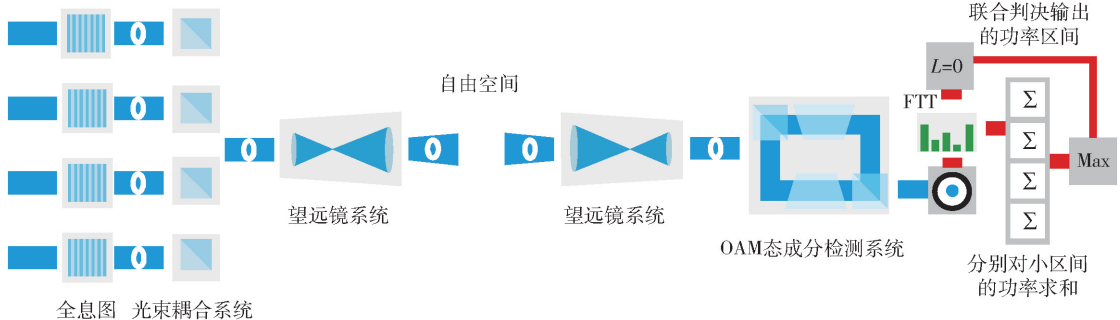 联合判决输出
的功率区间
L=0
自由空间
FTT
Σ
Σ
Σ
Σ
Max
望远镜系统
望远镜系统
OAM态成分检测系统
分别对小区间
的功率求和
全息图
光束耦合系统